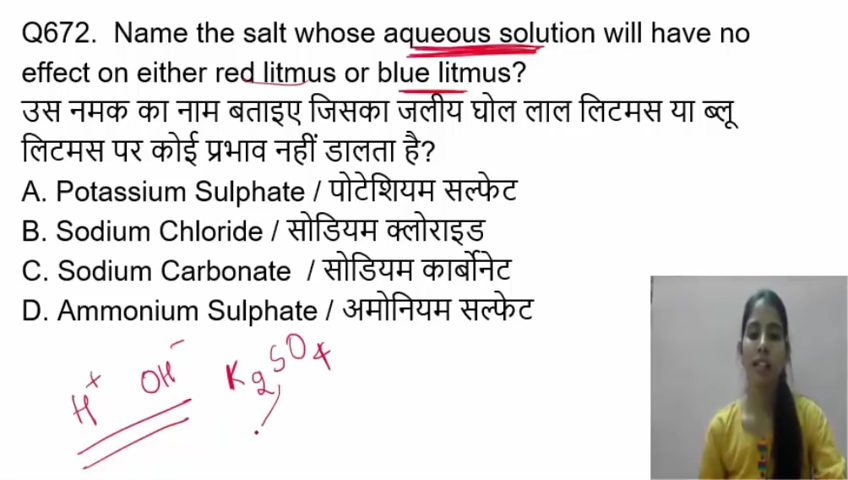 Q672. Name the salt whose aqueous solution will have no
effect on either red litmus or blue litmus?
उस नमक का नाम बताइए जिसका जलीय घोल लाल लिटमस या ब्लू
लिटमस पर कोई प्रभाव नहीं डालता है?
A. Potassium Sulphate / पोटेशियम सल्फेट
B. Sodium Chloride / सोडियम क्लोराइड
C. Sodium Carbonate / सोडियम कार्बोनेट
D. Ammonium Sulphate / अमोनियम सल्फेट
H⁺ OH⁻ K₂SO₄